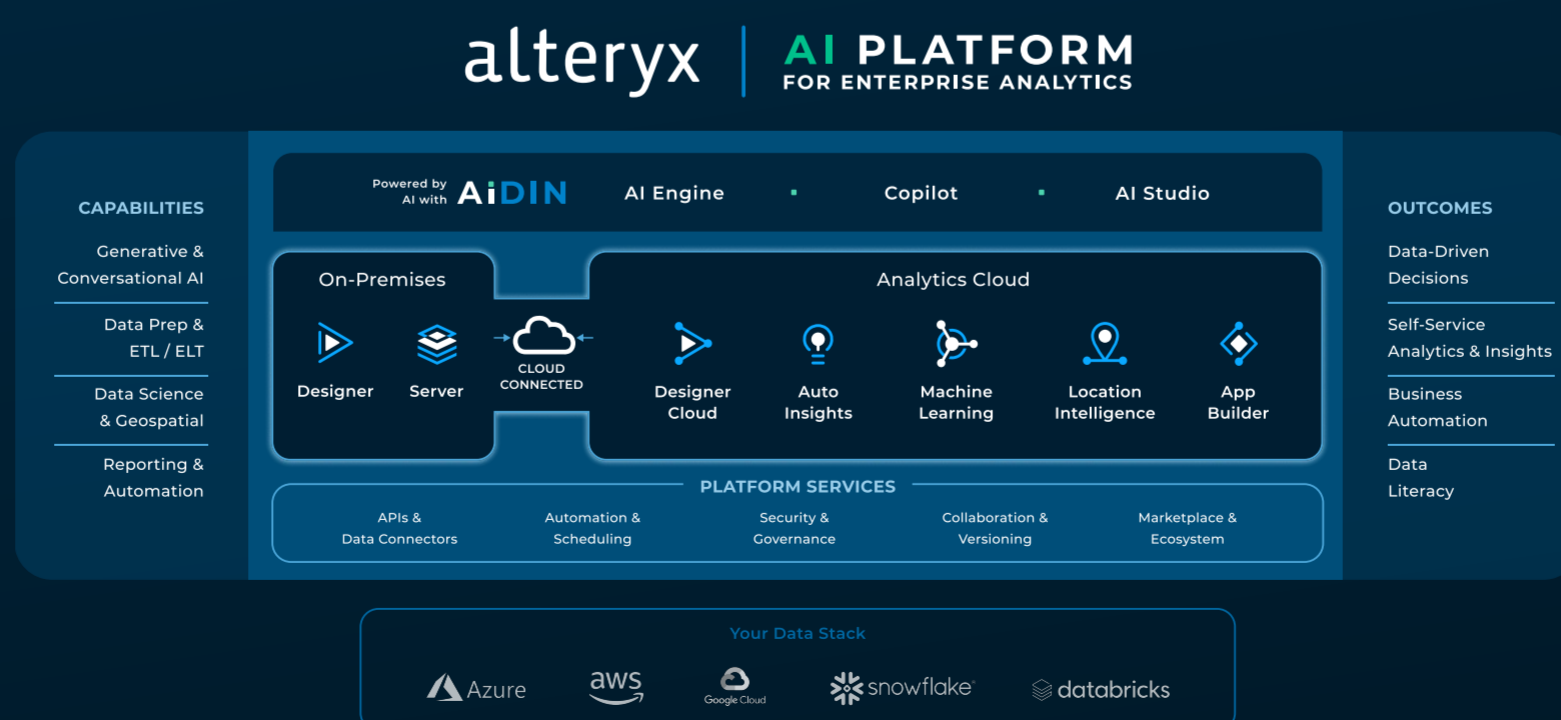 alteryx
AI PLATFORM
FOR ENTERPRISE ANALYTICS
CAPABILITIES
Generative &
Conversational AI
Data Prep &
ETL / ELT
Data Science
& Geospatial
Reporting &
Automation
Powered by
AI with
AiDIN
AI Engine
Copilot
AI Studio
On-Premises
Designer
Server
CLOUD
CONNECTED
Analytics Cloud
Designer
Cloud
Auto
Insights
Machine
Learning
Location
Intelligence
App
Builder
PLATFORM SERVICES
APIs &
Data Connectors
Automation &
Scheduling
Security &
Governance
Collaboration &
Versioning
Marketplace &
Ecosystem
OUTCOMES
Data-Driven
Decisions
Self-Service
Analytics & Insights
Business
Automation
Data
Literacy
Your Data Stack
Azure
aws
Google Cloud
snowflake
databricks